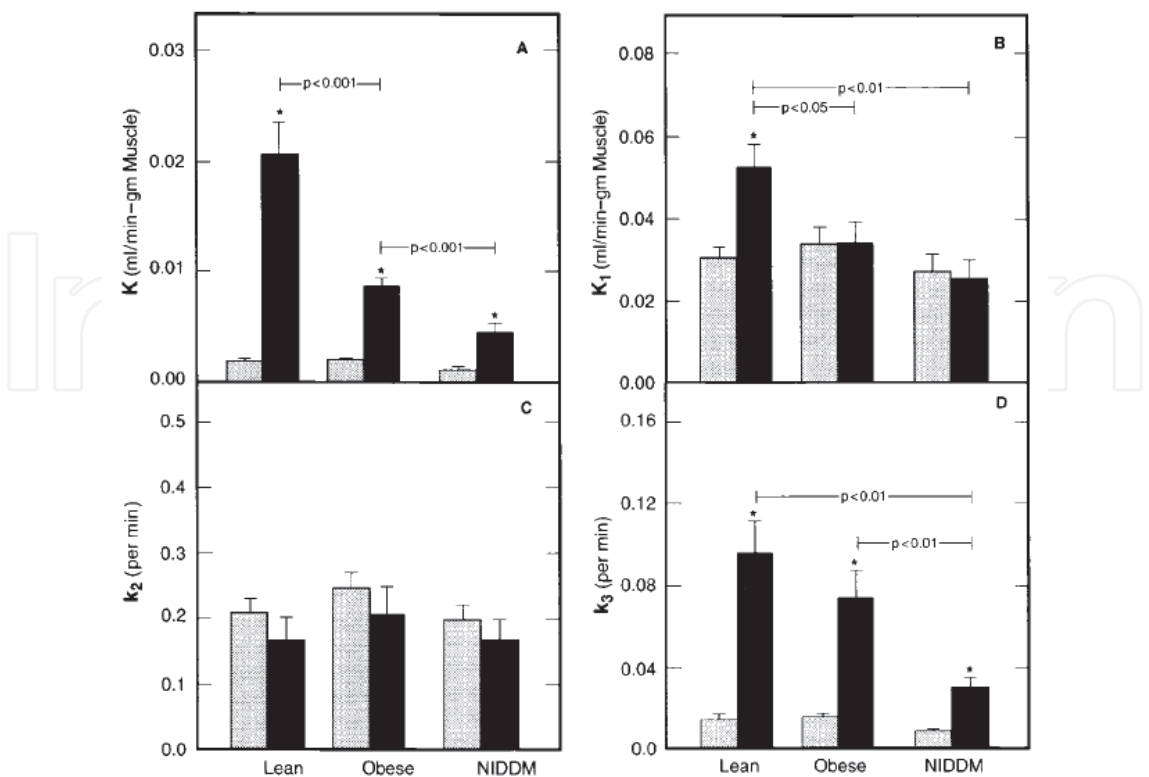 A
K (ml/min-gm Muscle)
0.03
0.02
0.01
0.00
p<0.001
*
p<0.001
*
*
B
K1 (ml/min-gm Muscle)
0.08
0.06
0.04
0.02
0.00
p<0.01
p<0.05
*
C
k2 (per min)
0.5
0.4
0.3
0.2
0.1
0.0
Lean Obese NIDDM
D
k3 (per min)
0.16
0.12
0.08
0.04
0.0
p<0.01
*
p<0.01
*
*
Lean Obese NIDDM